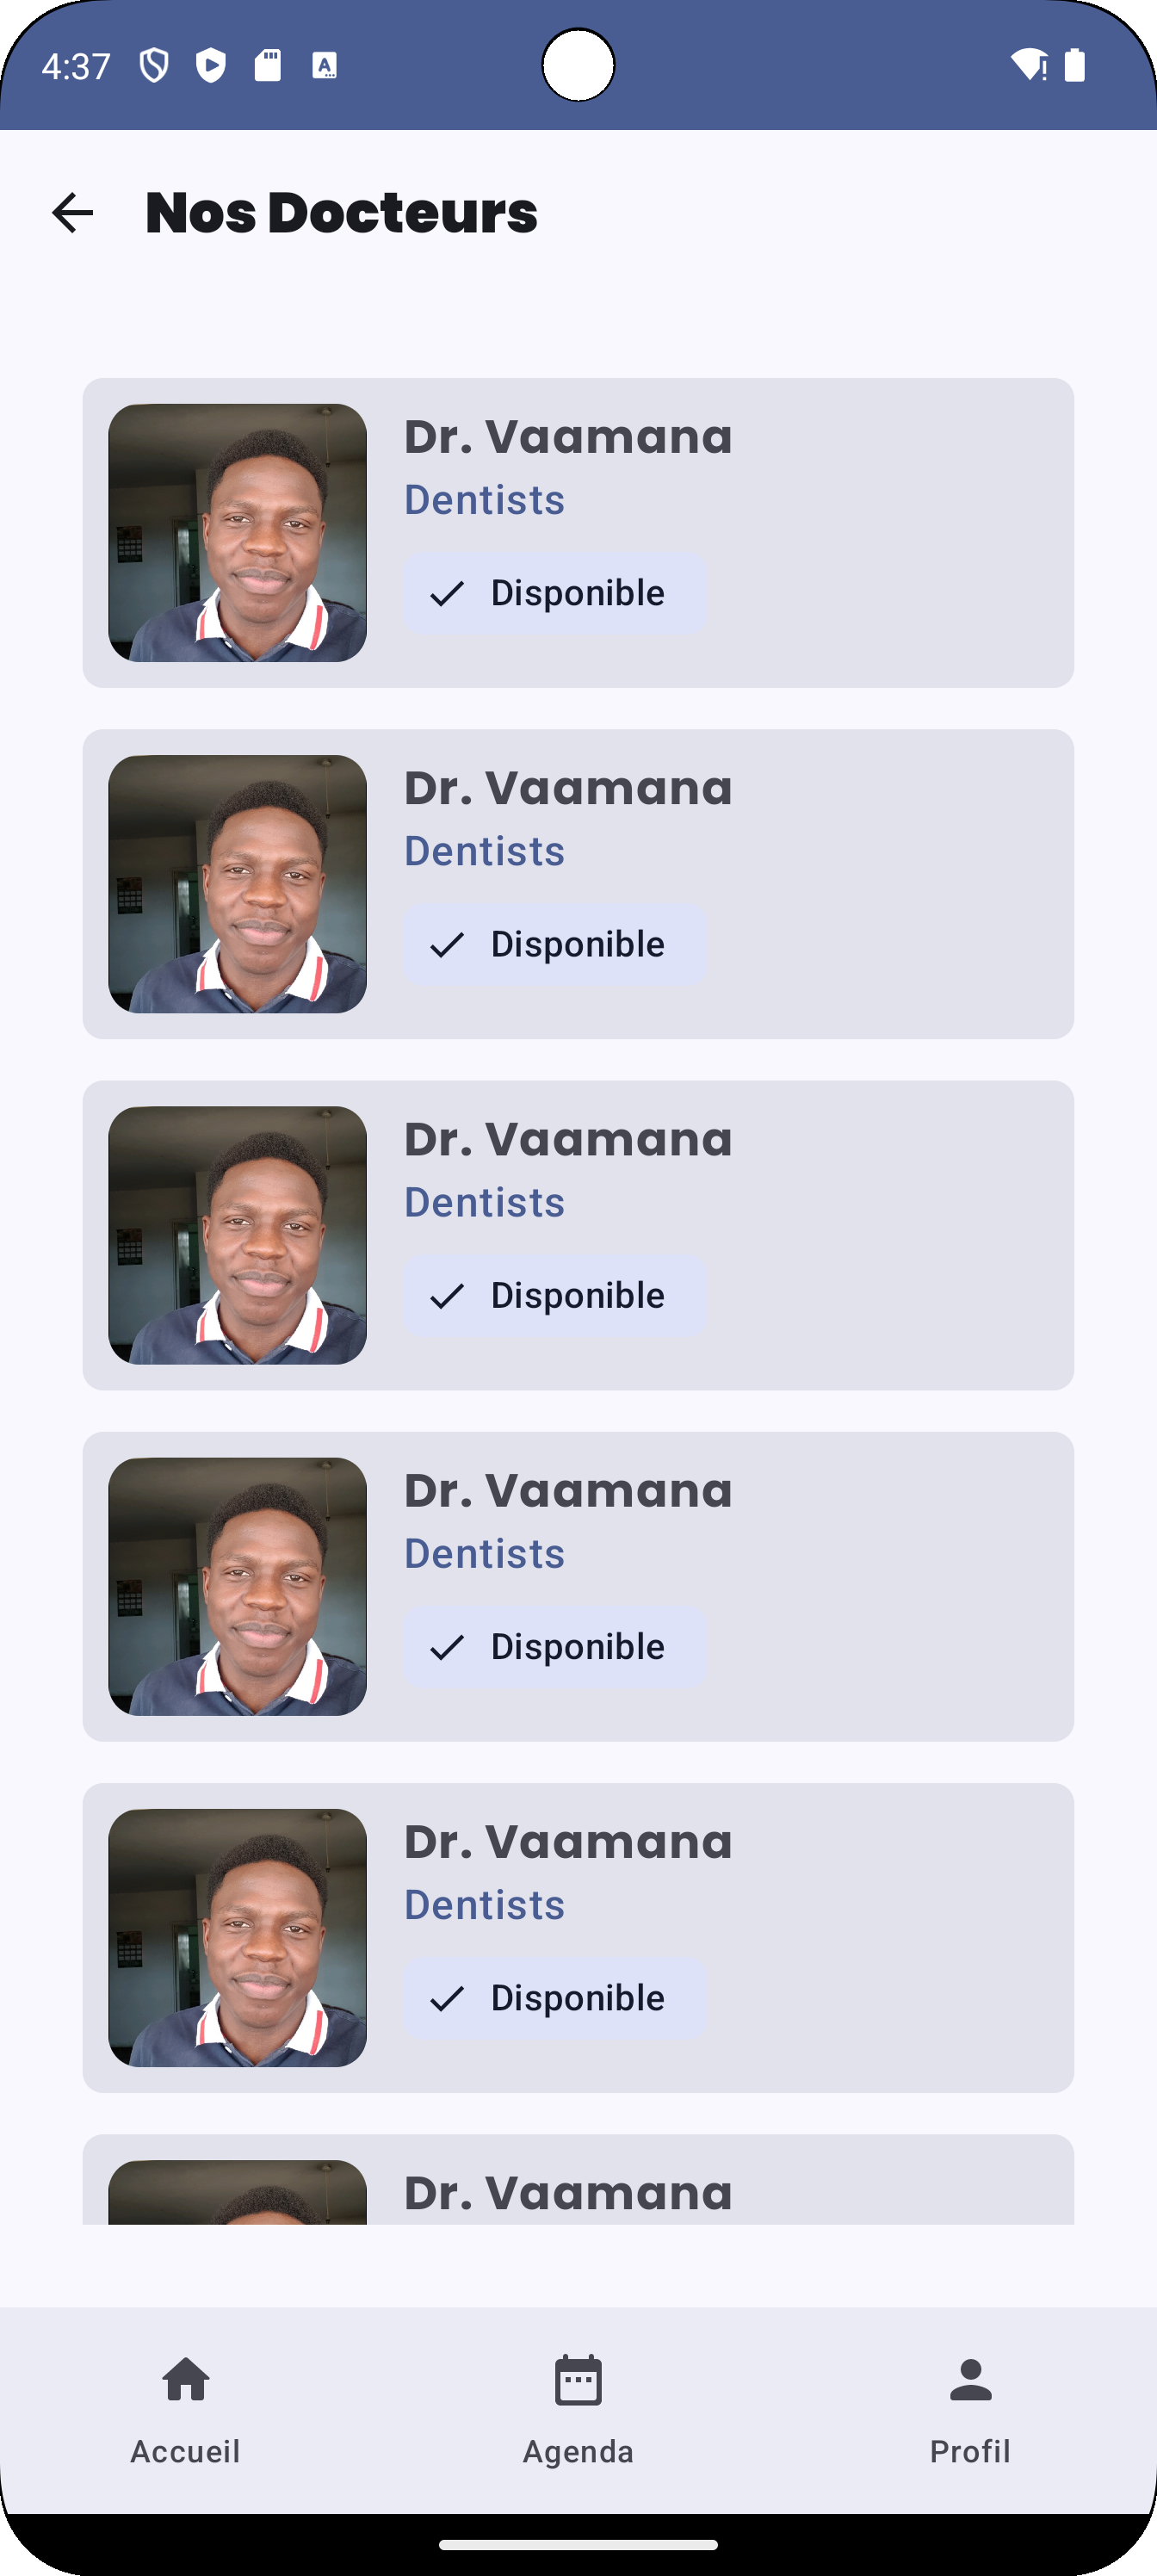 4:37
Nos Docteurs
Dr. Vaamana
Dentists
Disponible
Dr. Vaamana
Dentists
Disponible
Dr. Vaamana
Dentists
Disponible
Dr. Vaamana
Dentists
Disponible
Dr. Vaamana
Dentists
Disponible
Dr. Vaamana
Accueil
Agenda
Profil